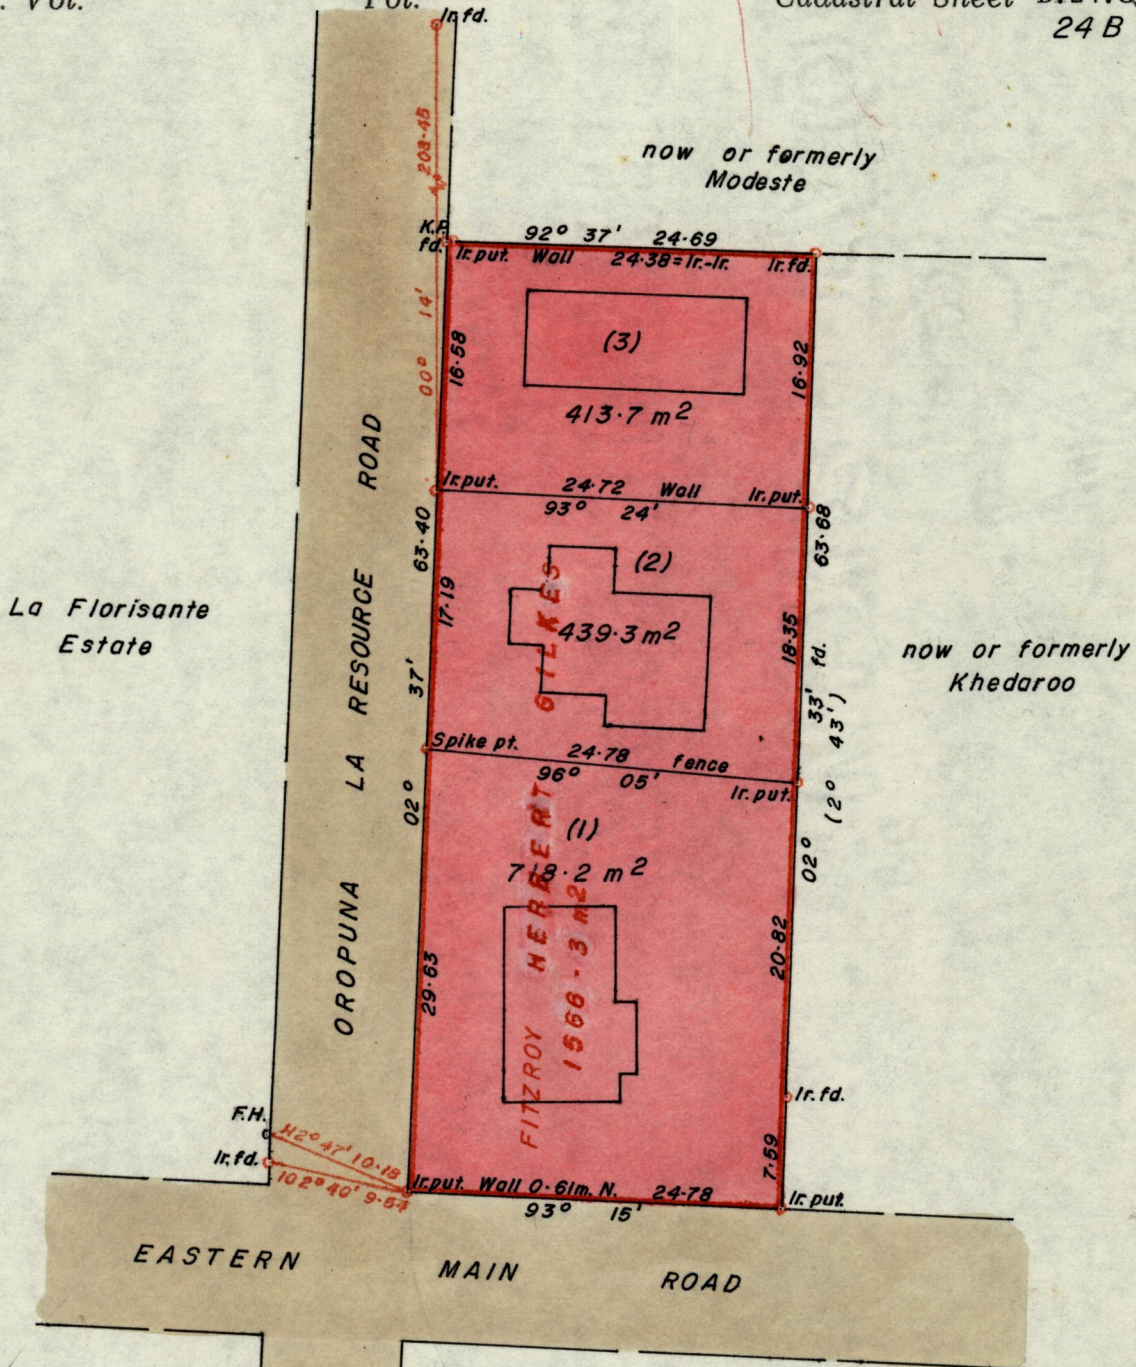 Vol.
Fol.
Cadastral Sheet
24 B
Ir. fd.
208·45
now or formerly
Modeste
K.P.
fd.
92° 37' 24·69
Ir. put. Wall 24·38=Ir.-Ir. Ir. fd.
00° 14'
16·58
(3)
16·92
413·7 m2
Ir. put. 24·72 Wall Ir. put.
93° 24'
02° 37' 63·40
17·19
(2)
439·3 m2
18·35
02° 33' fd. 63·68
(2° 43')
La Florisante
Estate
now or formerly
Khedaroo
OROPUNA LA RESOURCE ROAD
Spike pt. 24·78 fence
96° 05' Ir. put.
(1)
718·2 m2
FITZROY HERBERT GILKES
1566·3 m2
29·63
20·82
Ir. fd.
7·59
F.H.
112° 47' 10·18
Ir. fd.
102° 40' 9·54
Ir. put. Wall 0·61m. N. 24·78 Ir. put.
93° 15'
EASTERN MAIN ROAD